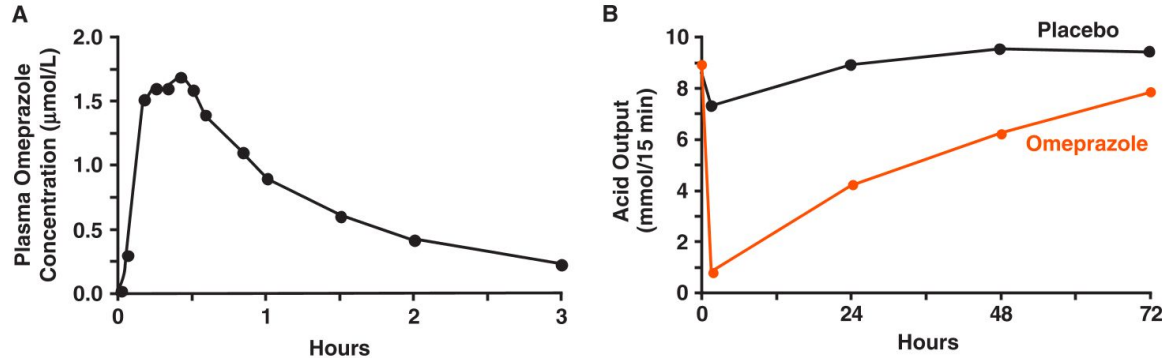 A
Plasma Omeprazole
Concentration (μmol/L)
2.0
1.5
1.0
0.5
0.0
0
1
2
3
Hours
B
Acid Output
(mmol/15 min)
10
8
6
4
2
0
Placebo
Omeprazole
0
24
48
72
Hours